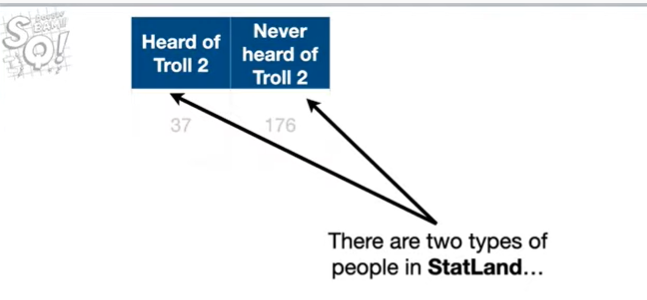 StatQuest!
Double
BAM!!!
Heard of
Troll 2
Never
heard of
Troll 2
37
176
There are two types of
people in StatLand...